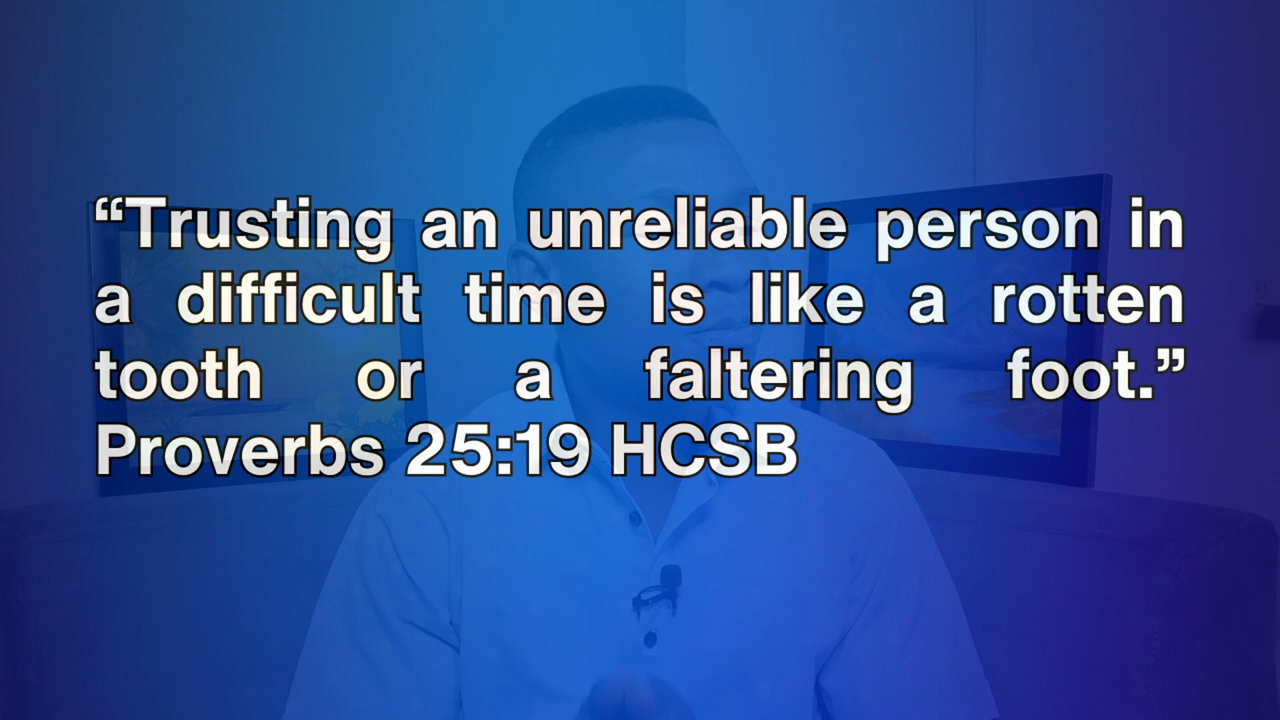 “Trusting an unreliable person in
a difficult time is like a rotten
tooth or a faltering foot.”
Proverbs 25:19 HCSB